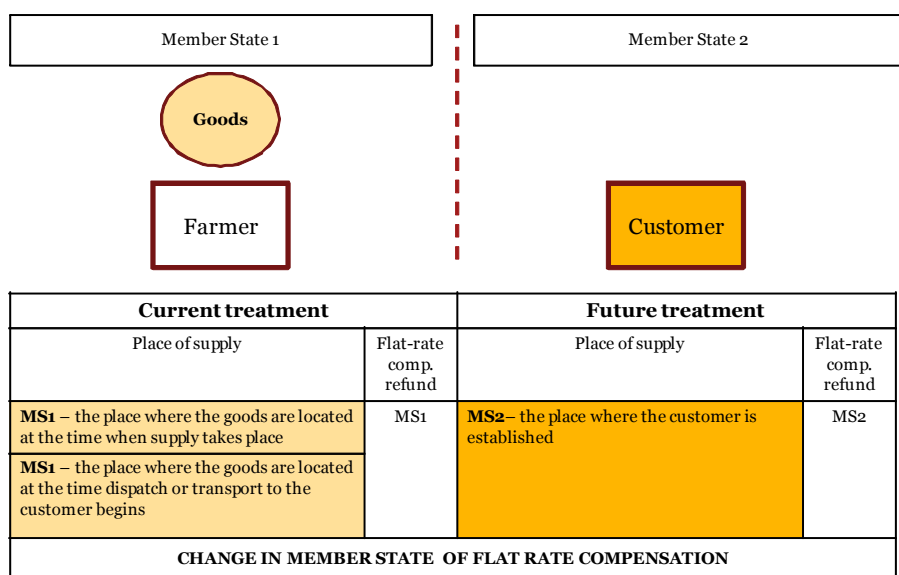 Member State 1
Member State 2
Goods
Farmer
Customer
Current treatment
Future treatment
Place of supply
Flat-rate
comp.
refund
Place of supply
Flat-rate
comp.
refund
MS1 – the place where the goods are located
at the time when supply takes place
MS1
MS2– the place where the customer is
established
MS2
MS1 – the place where the goods are located
at the time dispatch or transport to the
customer begins
CHANGE IN MEMBER STATE OF FLAT RATE COMPENSATION